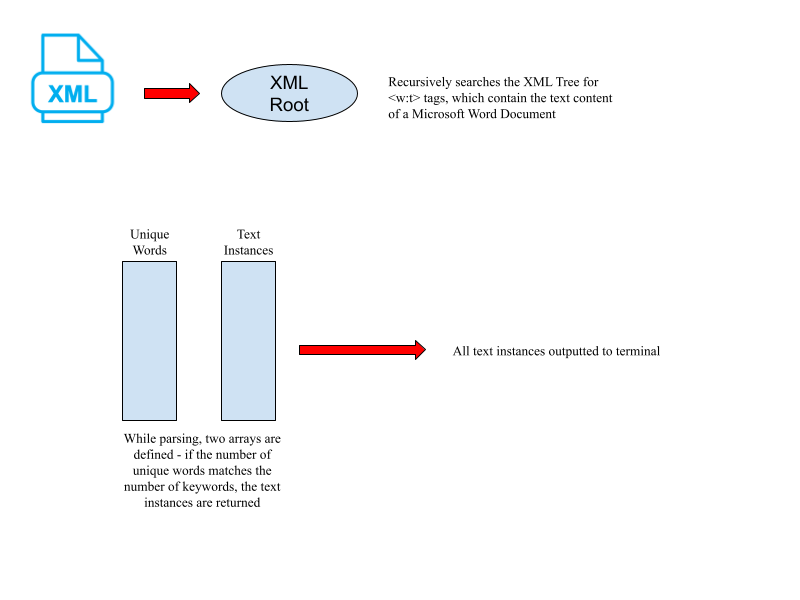 XML
XML
Root
Recursively searches the XML Tree for
<w:t> tags, which contain the text content
of a Microsoft Word Document
Unique
Words
Text
Instances
All text instances outputted to terminal
While parsing, two arrays are
defined - if the number of
unique words matches the
number of keywords, the text
instances are returned